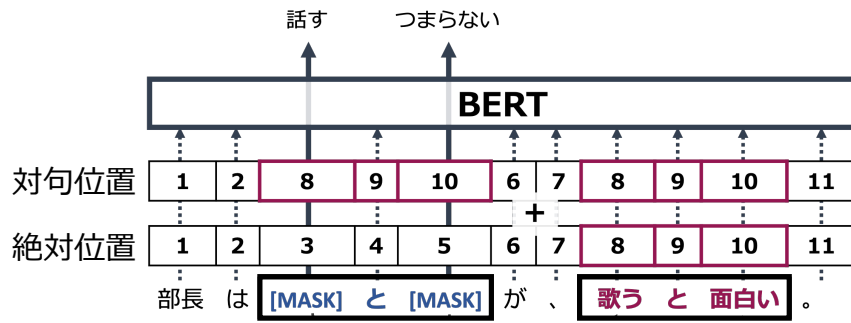 話す つまらない
BERT
対句位置 1 2 8 9 10 6 7 8 9 10 11
+
絶対位置 1 2 3 4 5 6 7 8 9 10 11
部長 は [MASK] と [MASK] が 、 歌う と 面白い 。